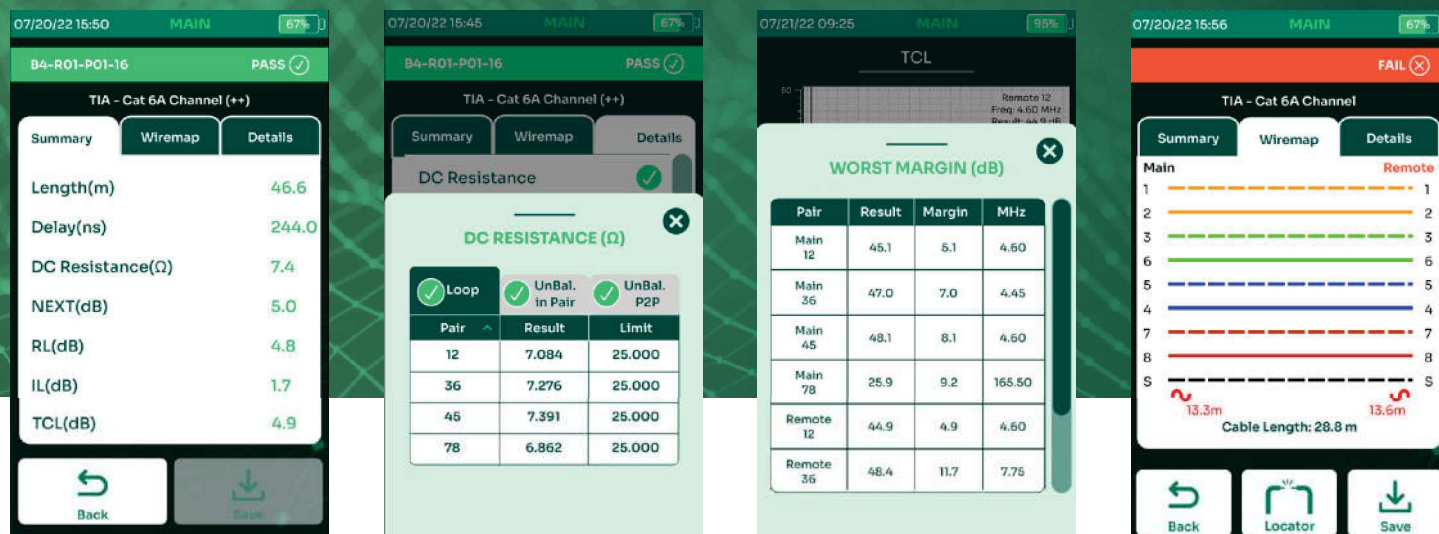 07/20/22 15:50 MAIN 67%
B4-R01-P01-16 PASS
TIA - Cat 6A Channel (++)
Summary Wiremap Details
Length(m) 46.6
Delay(ns) 244.0
DC Resistance(Ω) 7.4
NEXT(dB) 5.0
RL(dB) 4.8
IL(dB) 1.7
TCL(dB) 4.9
Back Save
07/20/22 15:45 MAIN 67%
B4-R01-P01-16 PASS
TIA - Cat 6A Channel (++)
Summary Wiremap Details
DC Resistance
DC RESISTANCE (Ω)
Loop UnBal. in Pair UnBal. P2P
Pair Result Limit
12 7.084 25.000
36 7.276 25.000
45 7.391 25.000
78 6.862 25.000
07/21/22 09:25 MAIN 95%
TCL
60
Remote 12
Freq: 4.60 MHz
Result: 44.9 dB
WORST MARGIN (dB)
Pair Result Margin MHz
Main 12 45.1 5.1 4.60
Main 36 47.0 7.0 4.45
Main 45 48.1 8.1 4.60
Main 78 25.9 9.2 165.50
Remote 12 44.9 4.9 4.60
Remote 36 48.4 11.7 7.75
07/20/22 15:56 MAIN 67%
FAIL
TIA - Cat 6A Channel
Summary Wiremap Details
Main Remote
1 1
2 2
3 3
6 6
5 5
4 4
7 7
8 8
S S
13.3m 13.6m
Cable Length: 28.8 m
Back Locator Save